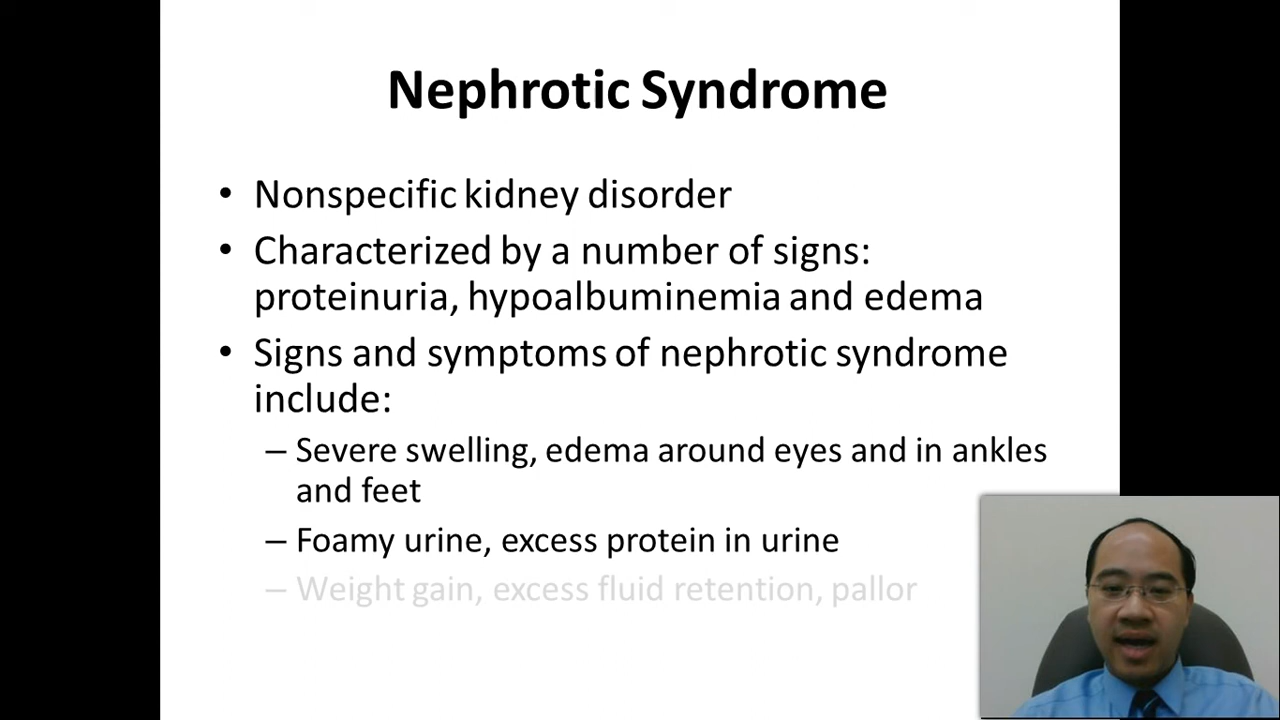 Nephrotic Syndrome
• Nonspecific kidney disorder
• Characterized by a number of signs:
proteinuria, hypoalbuminemia and edema
• Signs and symptoms of nephrotic syndrome
include:
– Severe swelling, edema around eyes and in ankles
and feet
– Foamy urine, excess protein in urine
– Weight gain, excess fluid retention, pallor